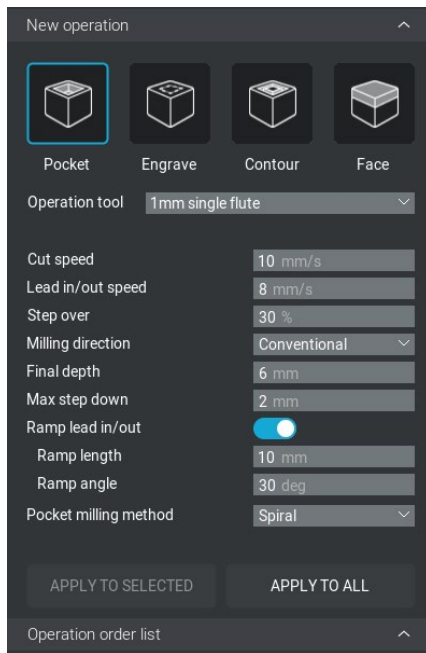 New operation
Pocket Engrave Contour Face
Operation tool 1mm single flute
Cut speed 10 mm/s
Lead in/out speed 8 mm/s
Step over 30 %
Milling direction Conventional
Final depth 6 mm
Max step down 2 mm
Ramp lead in/out
Ramp length 10 mm
Ramp angle 30 deg
Pocket milling method Spiral
APPLY TO SELECTED APPLY TO ALL
Operation order list